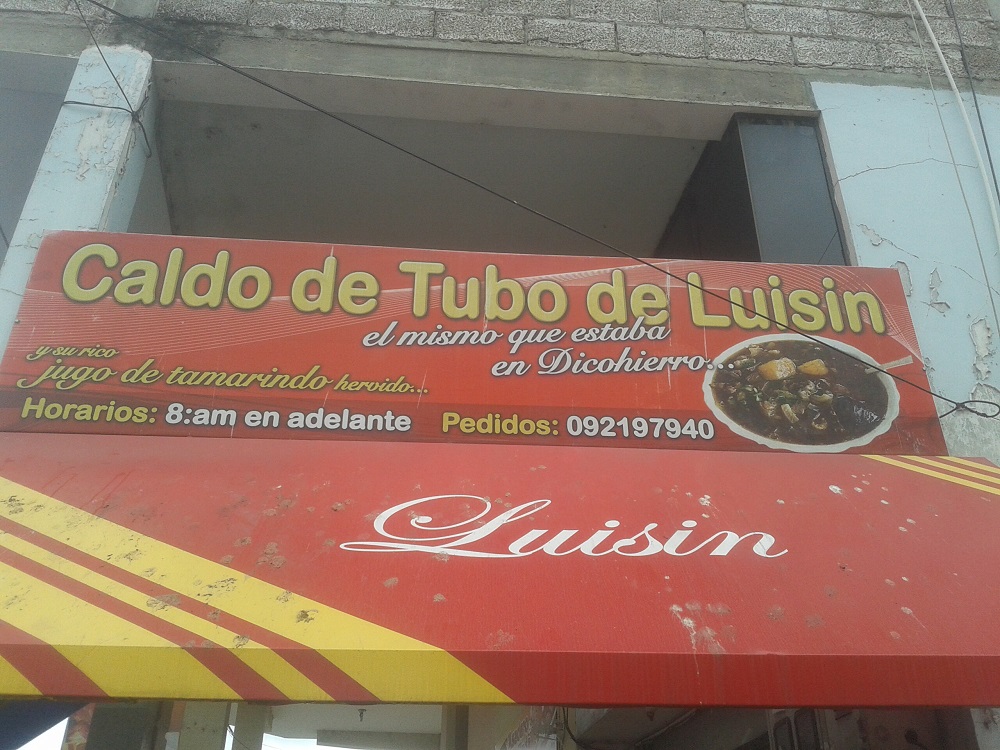 Caldo de Tubo de Luisin
el mismo que estaba
en Dicohierro...
y su rico
jugo de tamarindo hervido...
Horarios: 8:am en adelante Pedidos: 092197940
Luisin